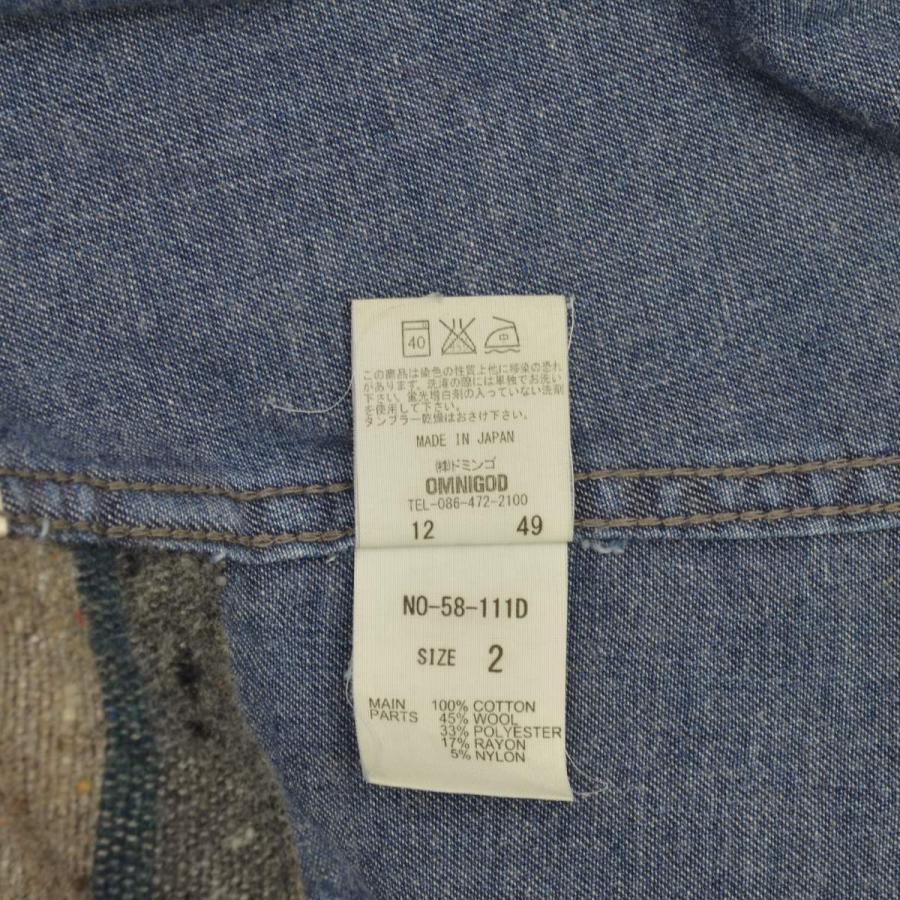 40
中
この商品は染色の性質上他に移染の恐れ
があります。洗濯の際には単独でお洗い
下さい。蛍光増白剤の入っていない洗剤
を使用して下さい。
タンブラー乾燥はおさけ下さい。
MADE IN JAPAN
㈱ドミンゴ
OMNIGOD
TEL-086-472-2100
12 49
NO-58-111D
SIZE 2
MAIN PARTS 100% COTTON
45% WOOL
33% POLYESTER
17% RAYON
5% NYLON